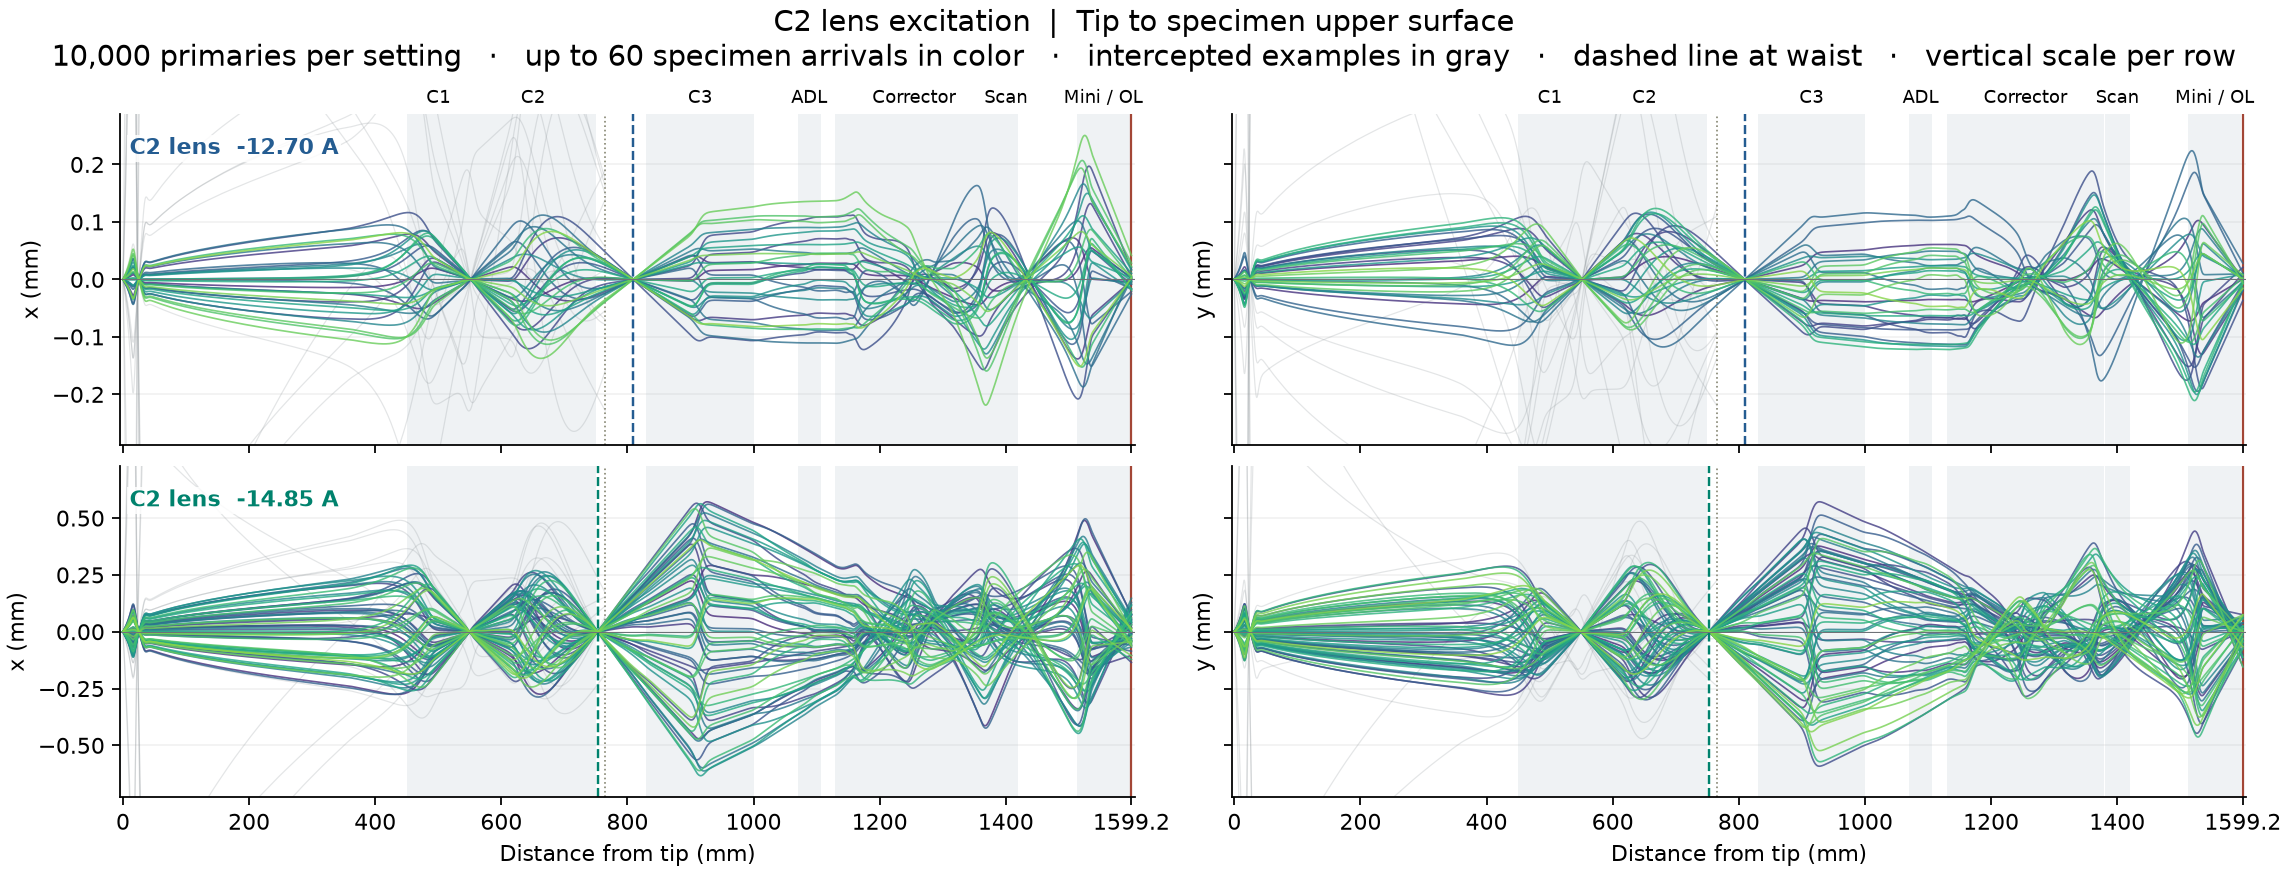 C2 lens excitation | Tip to specimen upper surface
10,000 primaries per setting · up to 60 specimen arrivals in color · intercepted examples in gray · dashed line at waist · vertical scale per row
C1 C2 C3 ADL Corrector Scan Mini / OL
C1 C2 C3 ADL Corrector Scan Mini / OL
C2 lens -12.70 A
x (mm)
0.2
0.1
0.0
−0.1
−0.2
y (mm)
C2 lens -14.85 A
x (mm)
0.50
0.25
0.00
−0.25
−0.50
y (mm)
0 200 400 600 800 1000 1200 1400 1599.2
Distance from tip (mm)
0 200 400 600 800 1000 1200 1400 1599.2
Distance from tip (mm)